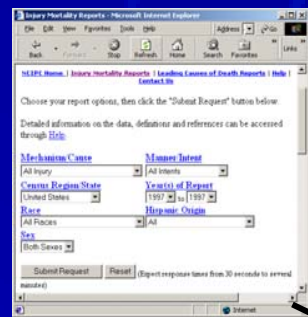 Injury Mortality Reports - Microsoft Internet Explorer
File Edit View Favorites Tools Help Address Go
Back Forward Stop Refresh Home Search Favorites Links
NCIPC Home | Injury Mortality Reports | Leading Causes of Death Reports | Help |
Contact Us
Choose your report options, then click the "Submit Request" button below.
Detailed information on the data, definitions and references can be accessed
through Help.
Mechanism/Cause Manner/Intent
All Injury All Intents
Census Region/State Year(s) of Report
United States 1997 to 1997
Race Hispanic Origin
All Races All
Sex
Both Sexes
Submit Request Reset (Expect response times from 30 seconds to several
minutes)
Internet